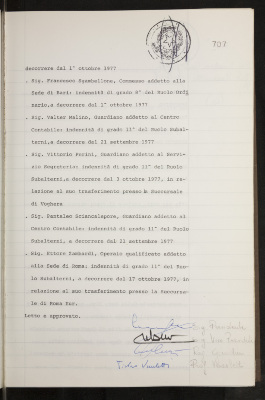 707
decorrere dal 1° ottobre 1977
. Sig. Francesco Sgambellone, Commesso addetto alla
Sede di Bari: indennità di grado 8° del Ruolo Ordi
nario, a decorrere dal 1° ottobre 1977
. Sig. Valter Malino, Guardiano addetto al Centro
Contabile: indennità di grado 11° del Ruolo Subal-
terni, a decorrere dal 21 settembre 1977
. Sig. Vittorio Perini, Guardiano addetto al Servi-
zio Segreteria: indennità di grado 11° del Ruolo
Subalterni, a decorrere dal 3 ottobre 1977, in re-
lazione al suo trasferimento presso la Succursale
di Voghera
. Sig. Pantaleo Sciancalapore, Guardiano addetto al
Centro Contabile: indennità di grado 11° del Ruolo
Subalterni, a decorrere dal 21 settembre 1977
. Sig. Ettore Lombardi, Operaio qualificato addetto
alla Sede di Roma: indennità di grado 11° del Ruo-
lo Subalterni, a decorrere dal 17 ottobre 1977, in
relazione al suo trasferimento presso la Succursa-
le di Roma Eur.
Letto e approvato.